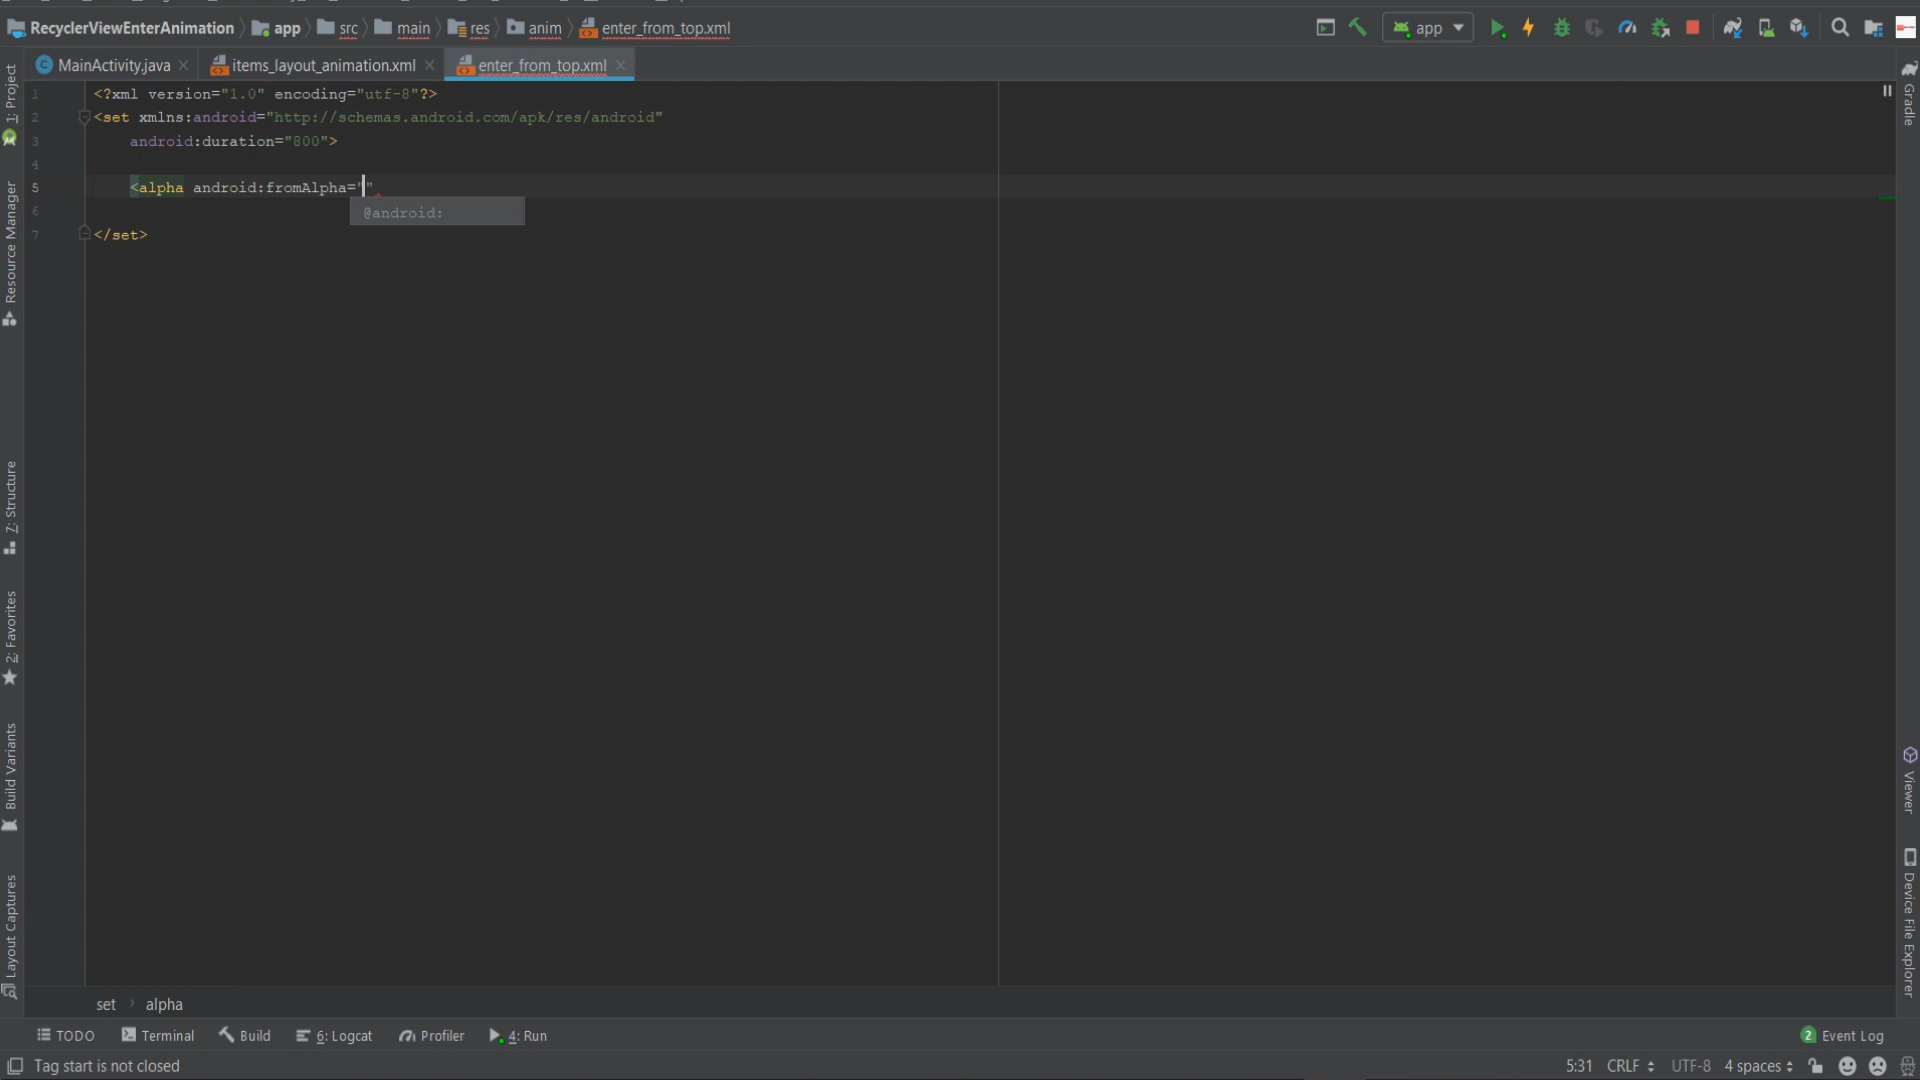 RecyclerViewEnterAnimation app src main res anim enter_from_top.xml app
MainActivity.java items_layout_animation.xml enter_from_top.xml
1 <?xml version="1.0" encoding="utf-8"?>
2 <set xmlns:android="http://schemas.android.com/apk/res/android"
3 android:duration="800">
4
5 <alpha android:fromAlpha=""
@android:
6
7 </set>
1: Project
Resource Manager
7: Structure
2: Favorites
Build Variants
Layout Captures
Gradle
Viewer
Device File Explorer
set alpha
TODO Terminal Build 6: Logcat Profiler 4: Run 2 Event Log
Tag start is not closed 5:31 CRLF UTF-8 4 spaces